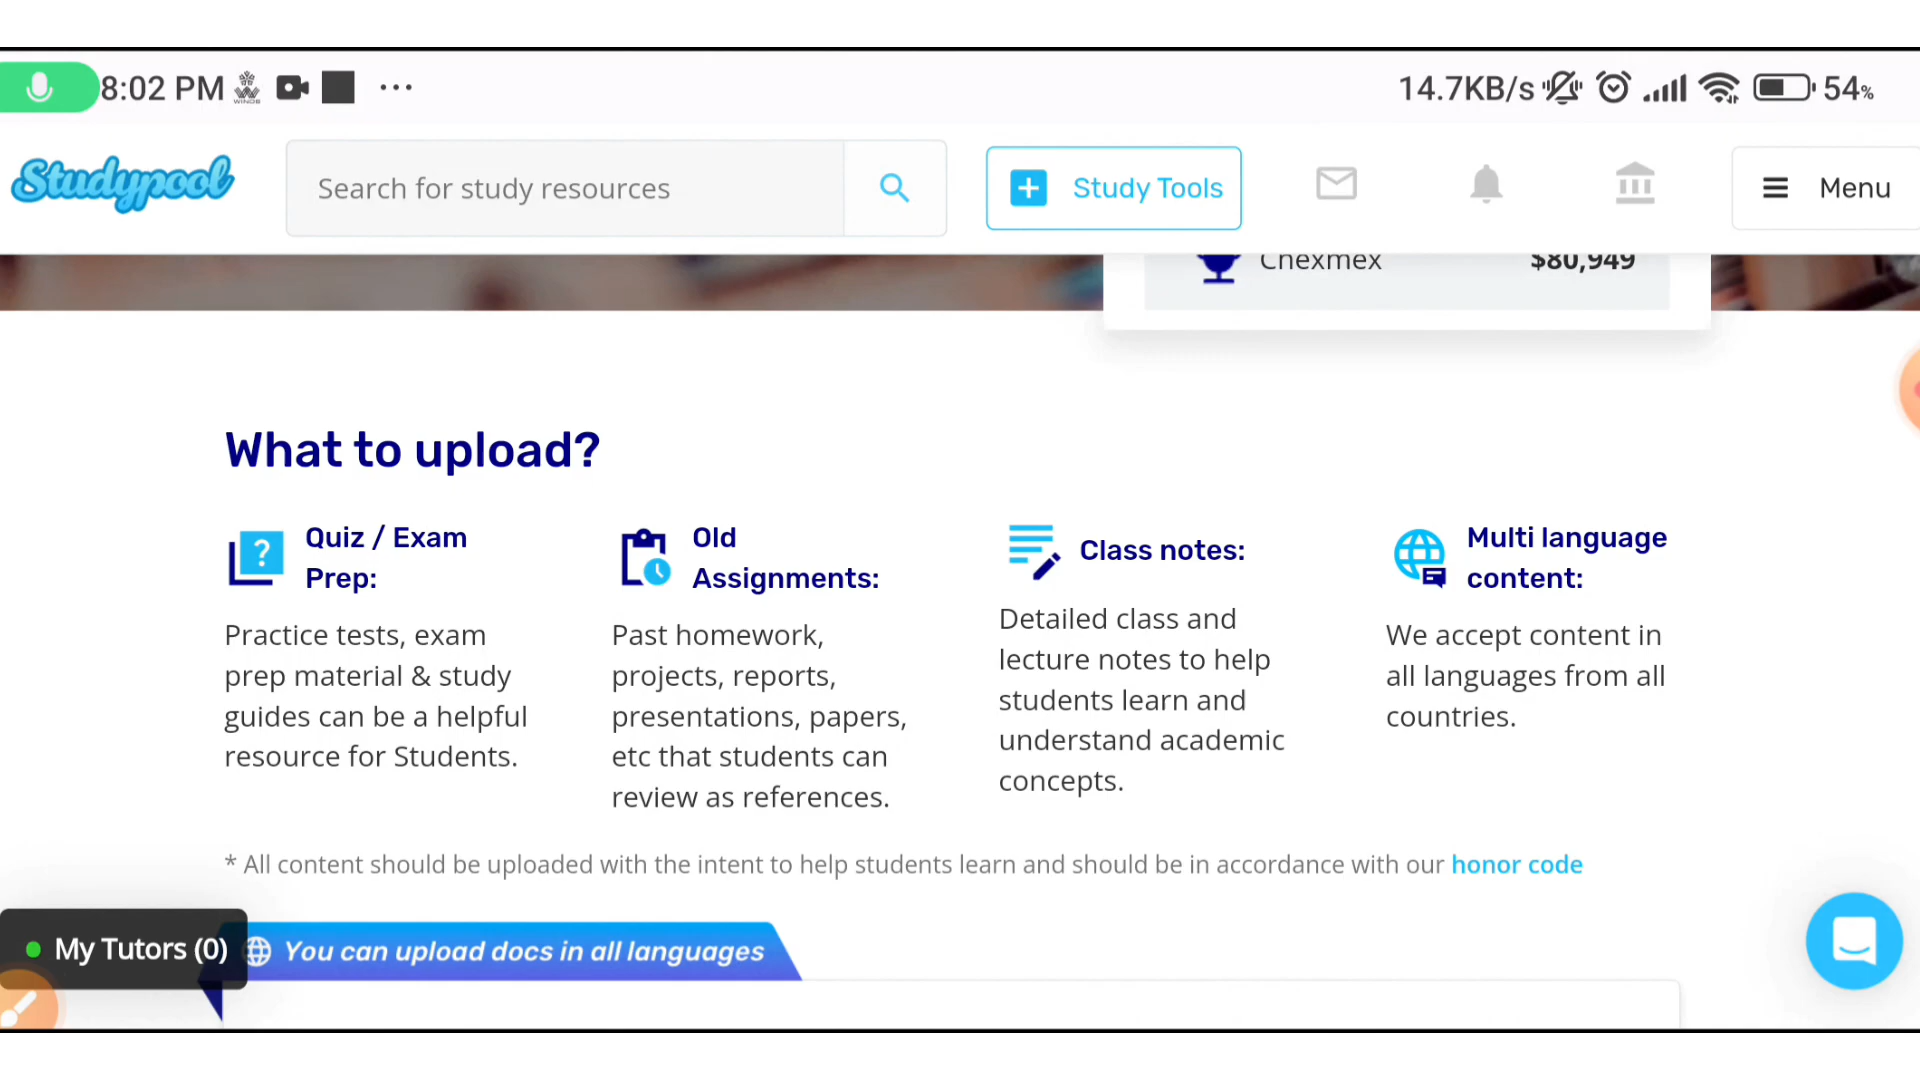 8:02 PM WINGS ... 14.7KB/s 54%
Studypool Search for study resources Study Tools Menu
Chexmex $80,949
What to upload?
Quiz / Exam Prep:
Practice tests, exam
prep material & study
guides can be a helpful
resource for Students.
Old
Assignments:
Past homework,
projects, reports,
presentations, papers,
etc that students can
review as references.
Class notes:
Detailed class and
lecture notes to help
students learn and
understand academic
concepts.
Multi language
content:
We accept content in
all languages from all
countries.
* All content should be uploaded with the intent to help students learn and should be in accordance with our honor code
My Tutors (0)
You can upload docs in all languages